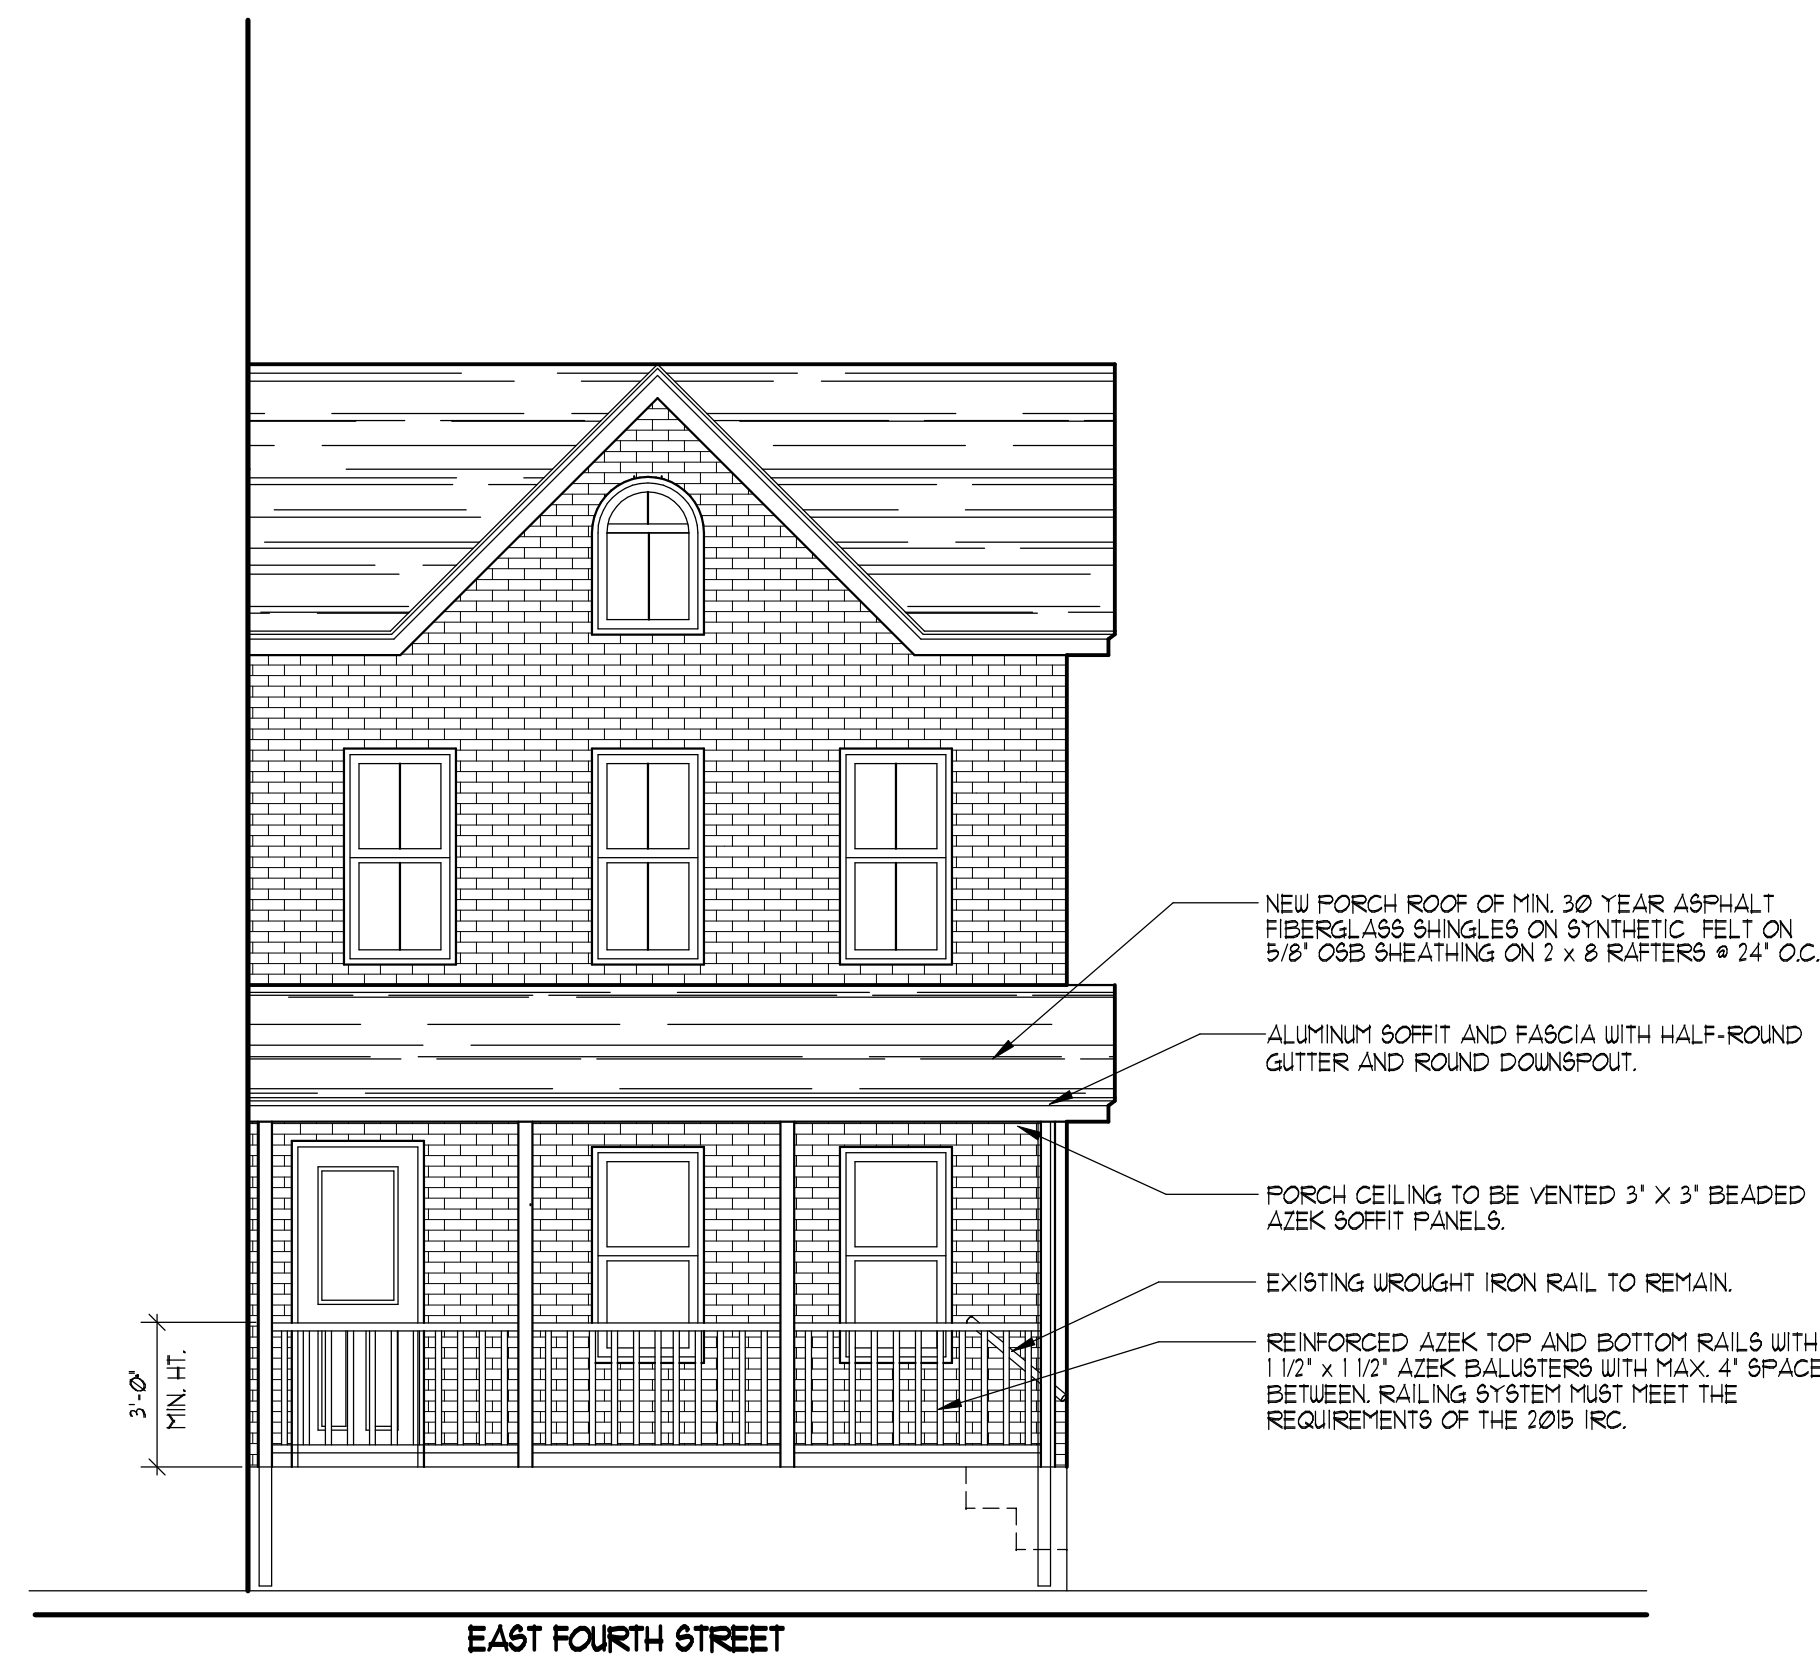 NEW PORCH ROOF OF MIN. 30 YEAR ASPHALT
FIBERGLASS SHINGLES ON SYNTHETIC FELT ON
5/8" OSB SHEATHING ON 2 x 8 RAFTERS @ 24" O.C.
ALUMINUM SOFFIT AND FASCIA WITH HALF-ROUND
GUTTER AND ROUND DOWNSPOUT.
PORCH CEILING TO BE VENTED 3" X 3" BEADED
AZEK SOFFIT PANELS.
EXISTING WROUGHT IRON RAIL TO REMAIN.
REINFORCED AZEK TOP AND BOTTOM RAILS WITH
1 1/2" x 1 1/2" AZEK BALUSTERS WITH MAX. 4" SPACE
BETWEEN. RAILING SYSTEM MUST MEET THE
REQUIREMENTS OF THE 2015 IRC.
3'-0"
MIN. HT.
EAST FOURTH STREET